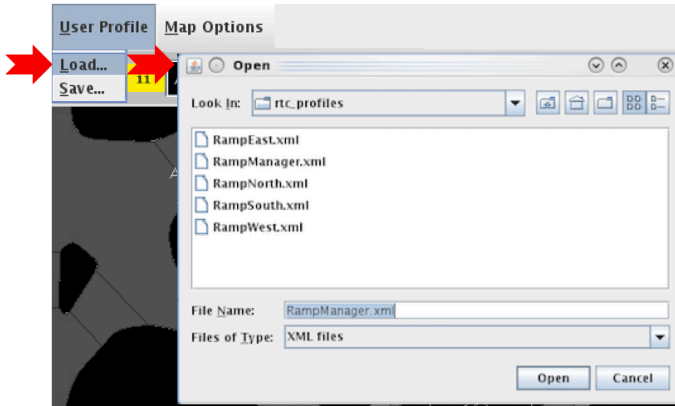 User Profile Map Options
Load...
Save...
11
A
Open
Look In: rtc_profiles
RampEast.xml
RampManager.xml
RampNorth.xml
RampSouth.xml
RampWest.xml
File Name: RampManager.xml
Files of Type: XML files
Open Cancel